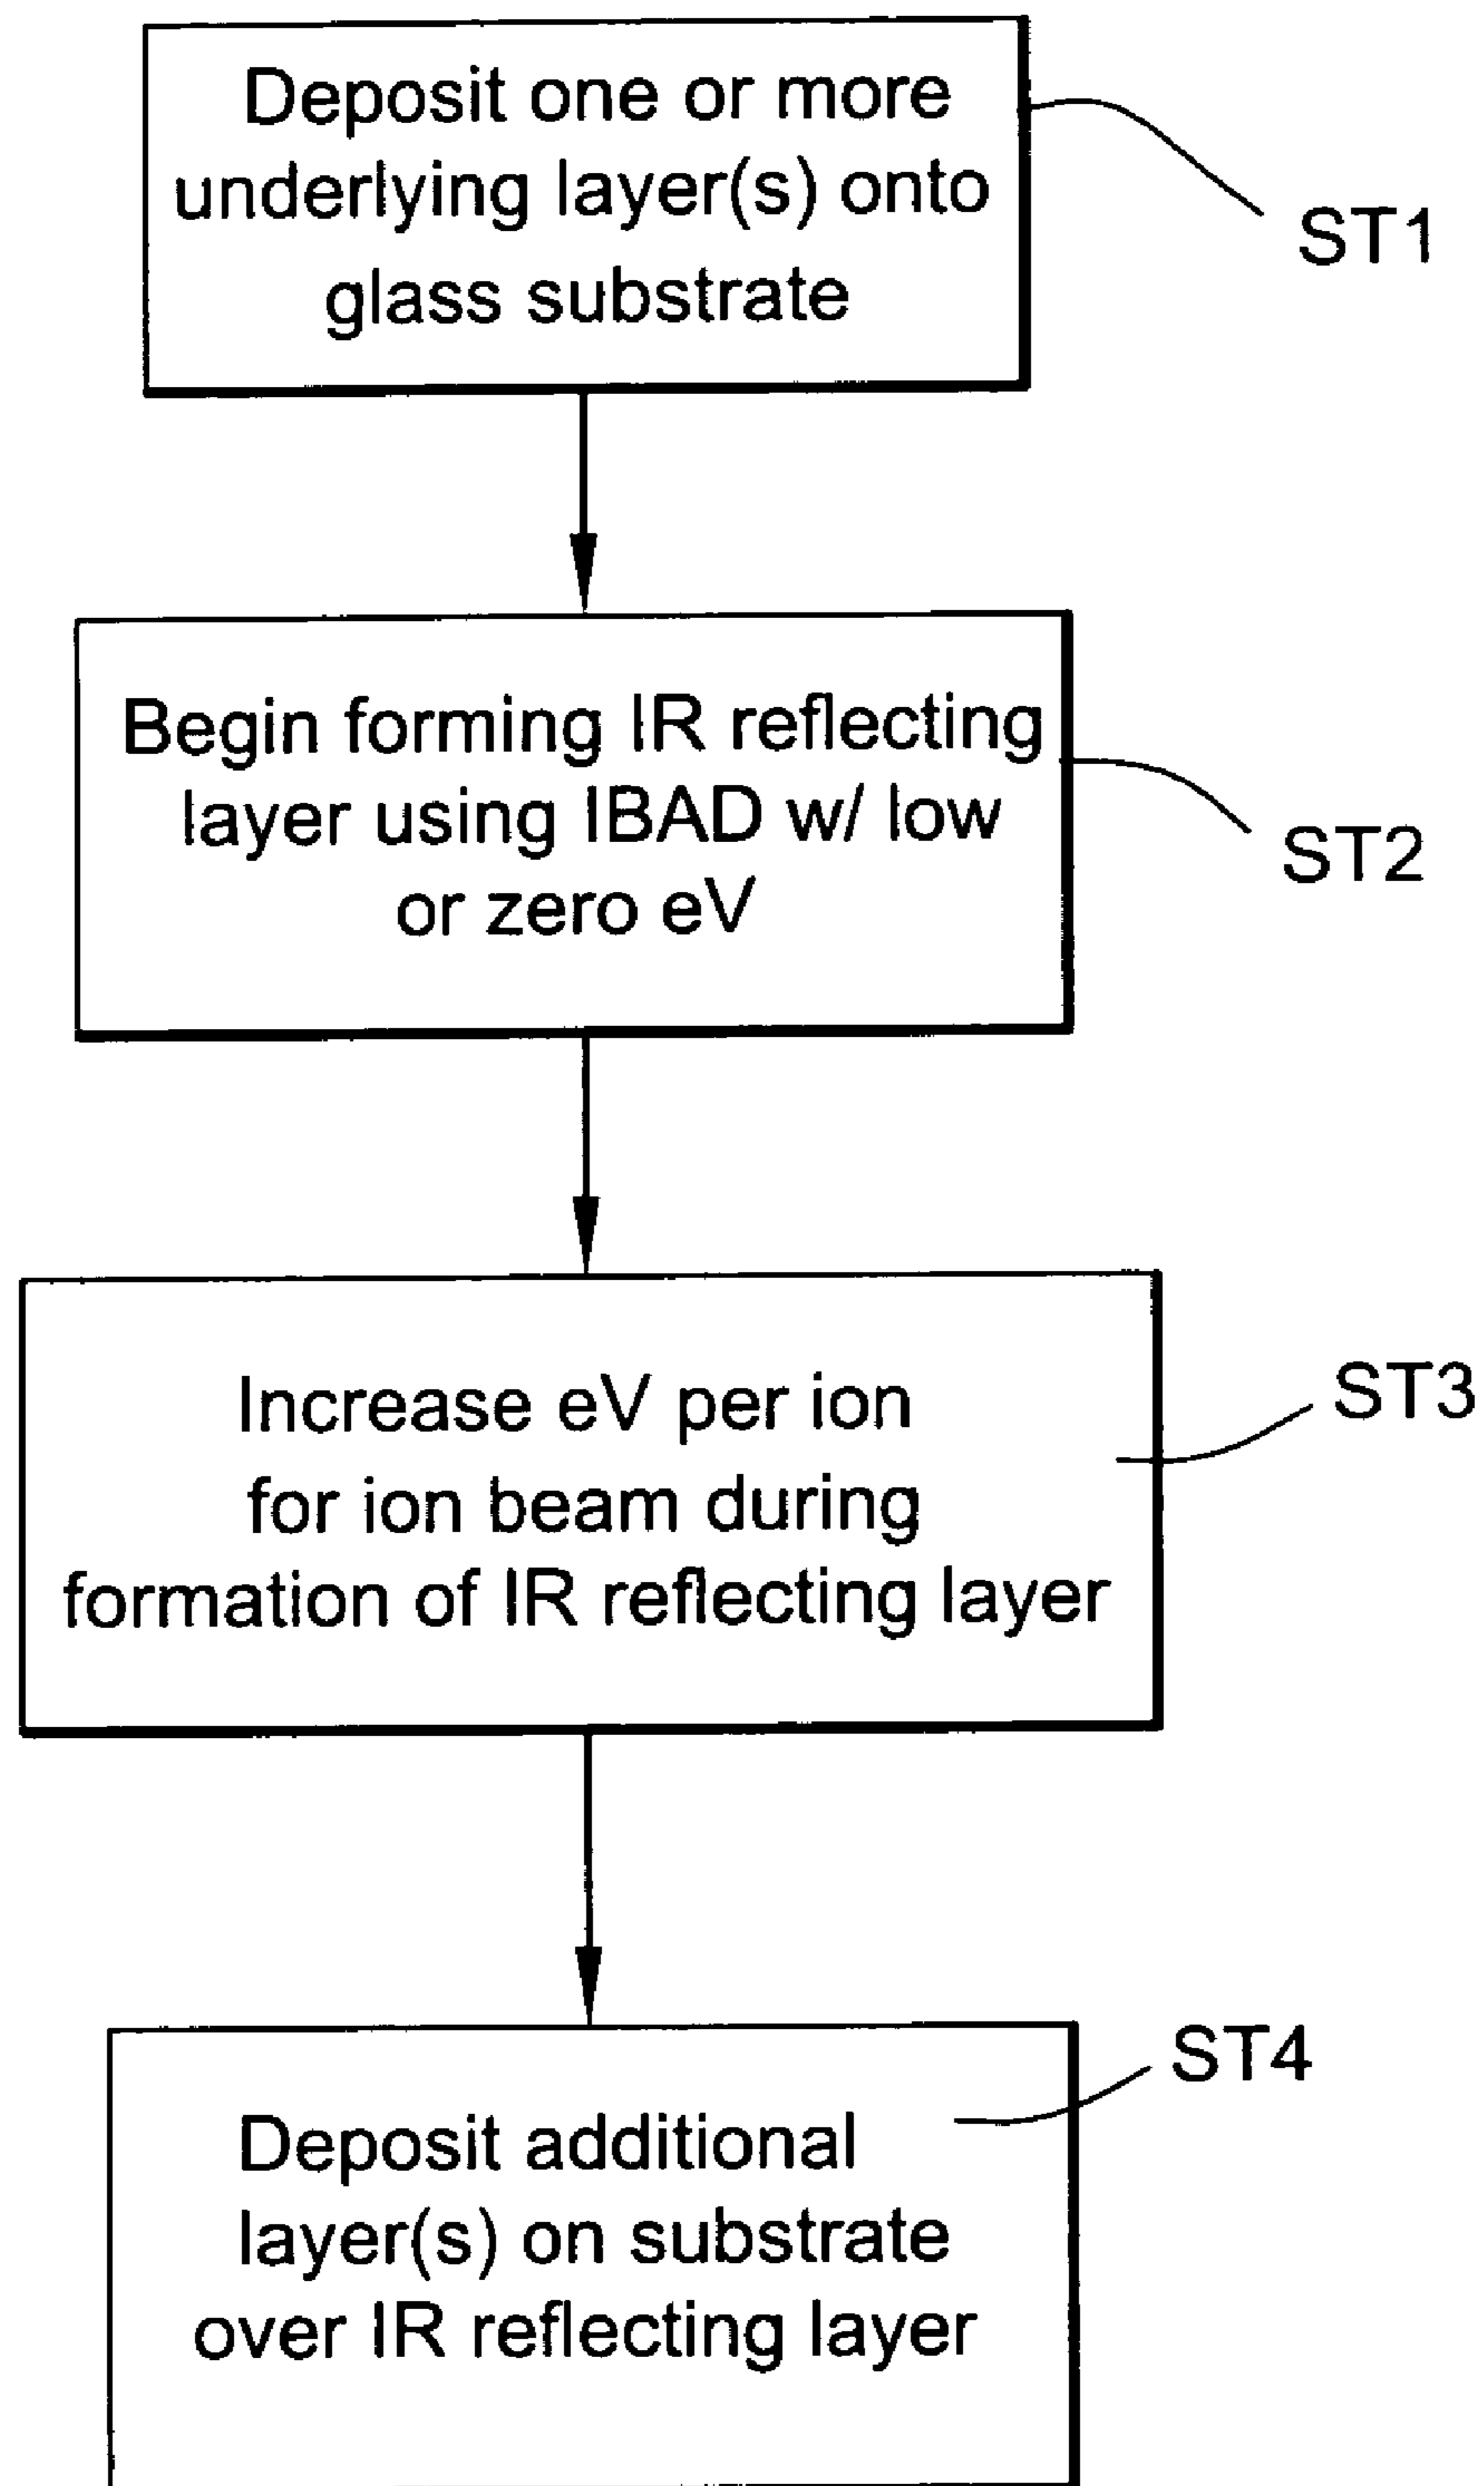 Deposit one or more
underlying layer(s) onto
glass substrate
ST1
Begin forming IR reflecting
layer using IBAD w/ low
or zero eV
ST2
Increase eV per ion
for ion beam during
formation of IR reflecting layer
ST3
Deposit additional
layer(s) on substrate
over IR reflecting layer
ST4